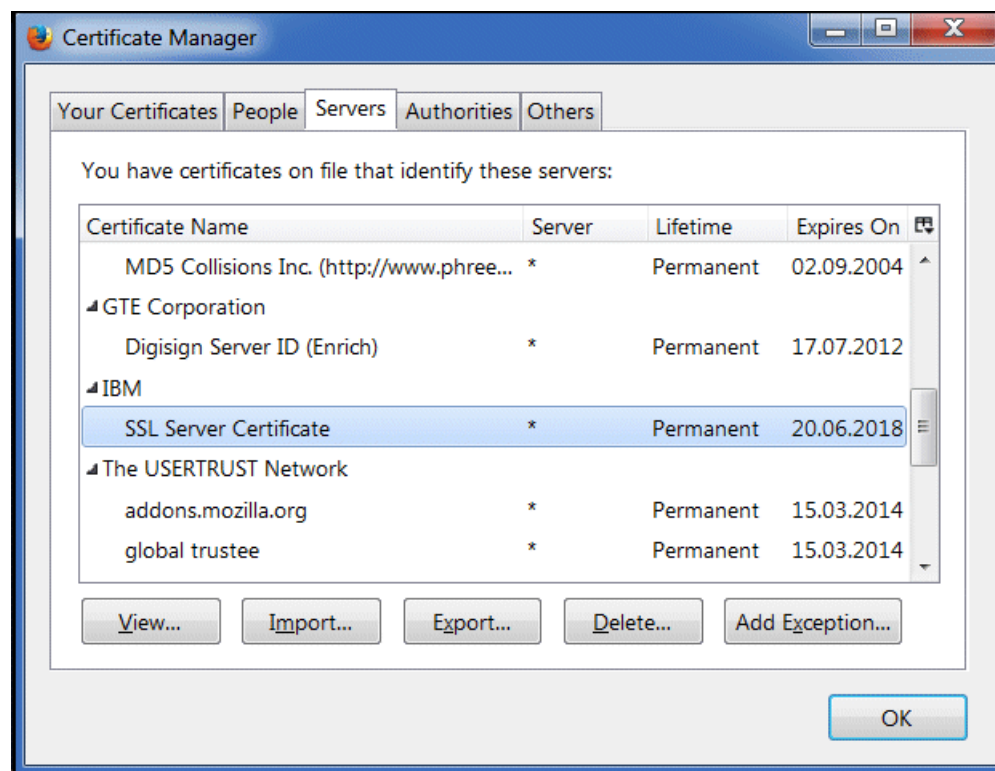 Certificate Manager
Your Certificates People Servers Authorities Others
You have certificates on file that identify these servers:
Certificate Name Server Lifetime Expires On
MD5 Collisions Inc. (http://www.phree... * Permanent 02.09.2004
GTE Corporation
Digisign Server ID (Enrich) * Permanent 17.07.2012
IBM
SSL Server Certificate * Permanent 20.06.2018
The USERTRUST Network
addons.mozilla.org * Permanent 15.03.2014
global trustee * Permanent 15.03.2014
View... Import... Export... Delete... Add Exception...
OK